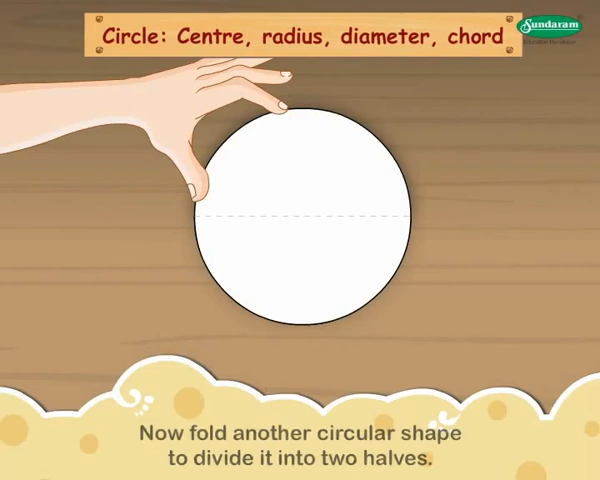 Circle: Centre, radius, diameter, chord
Sundaram
Now fold another circular shape
to divide it into two halves.